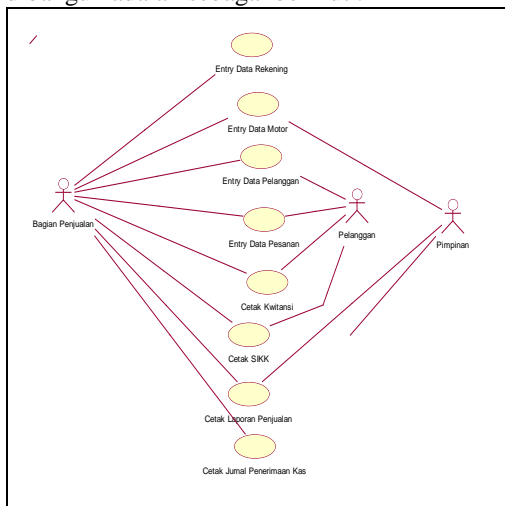 Entry Data Rekening
Entry Data Motor
Entry Data Pelanggan
Bagian Penjualan
Entry Data Pesanan
Pelanggan
Pimpinan
Cetak Kwitansi
Cetak SIKK
Cetak Laporan Penjualan
Cetak Jurnal Penerimaan Kas